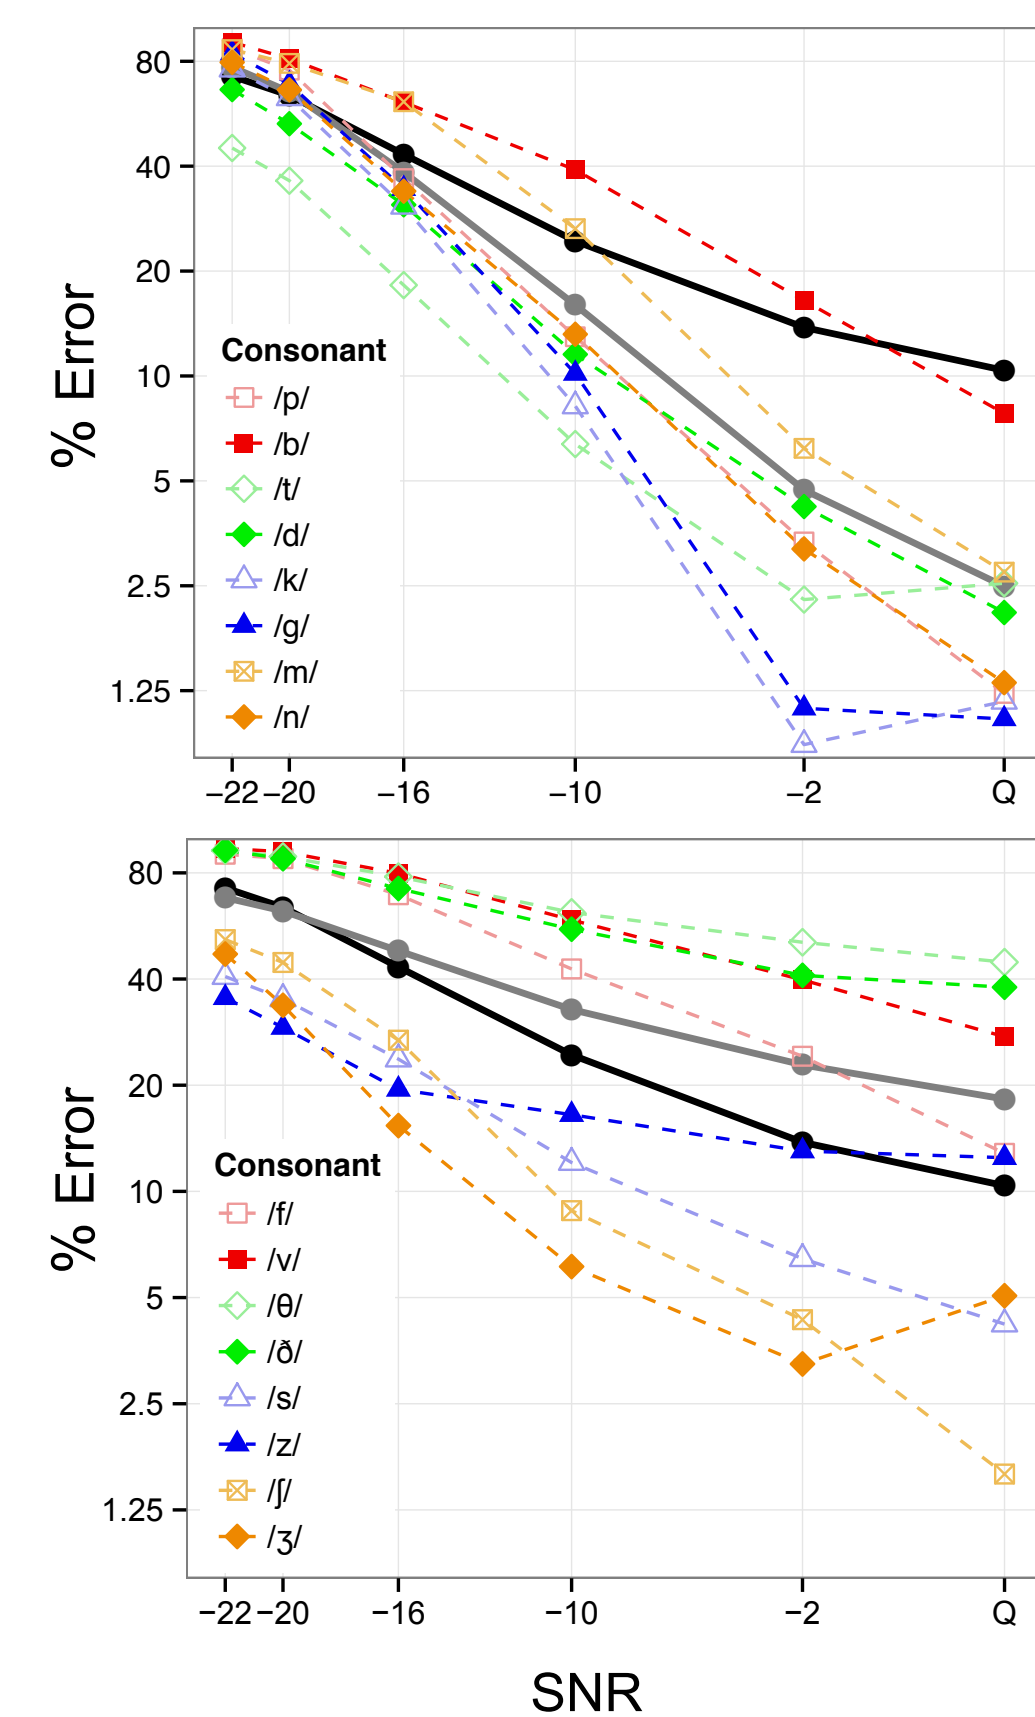 80
40
20
10
5
2.5
1.25
% Error
Consonant
/p/
/b/
/t/
/d/
/k/
/g/
/m/
/n/
−22 −20 −16 −10 −2 Q
80
40
20
10
5
2.5
1.25
% Error
Consonant
/f/
/v/
/θ/
/ð/
/s/
/z/
/ʃ/
/ʒ/
−22 −20 −16 −10 −2 Q
SNR